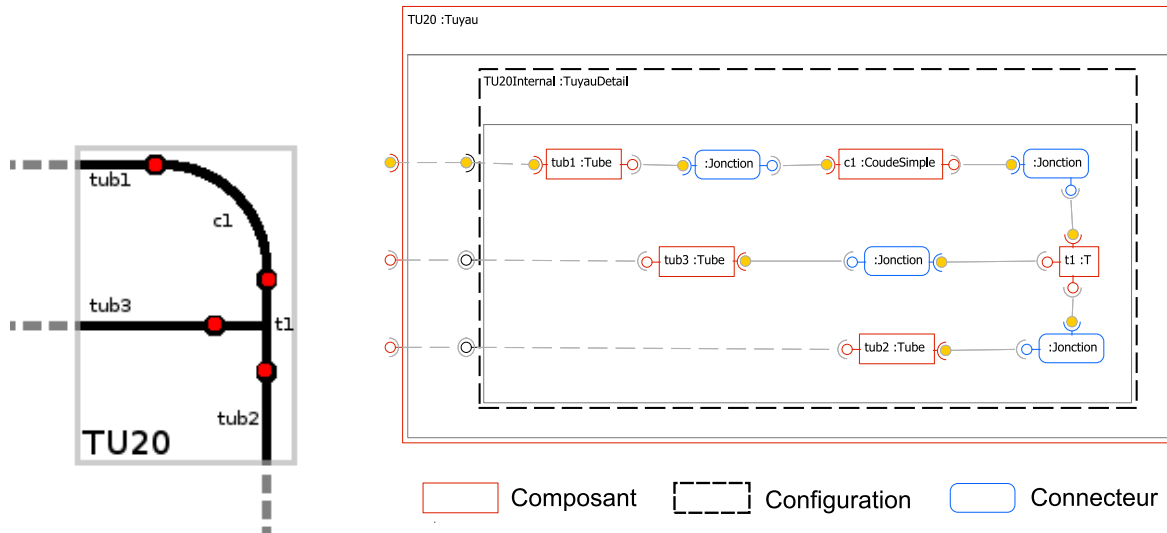 tub1
c1
tub3
t1
tub2
TU20
TU20 :Tuyau
TU20Internal :TuyauDetail
tub1 :Tube
:Jonction
c1 :CoudeSimple
:Jonction
tub3 :Tube
:Jonction
t1 :T
tub2 :Tube
:Jonction
Composant
Configuration
Connecteur